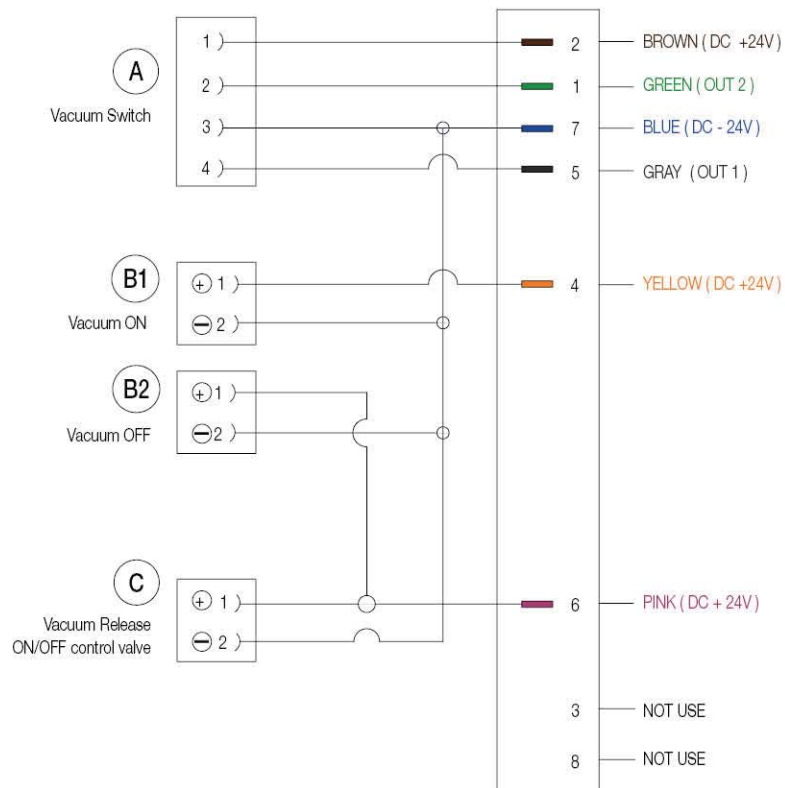 A
Vacuum Switch
1
2
3
4
2 BROWN ( DC +24V )
1 GREEN ( OUT 2 )
7 BLUE ( DC - 24V )
5 GRAY ( OUT 1 )
B1
Vacuum ON
+ 1
− 2
4 YELLOW ( DC +24V )
B2
Vacuum OFF
+ 1
− 2
C
Vacuum Release
ON/OFF control valve
+ 1
− 2
6 PINK ( DC + 24V )
3 NOT USE
8 NOT USE